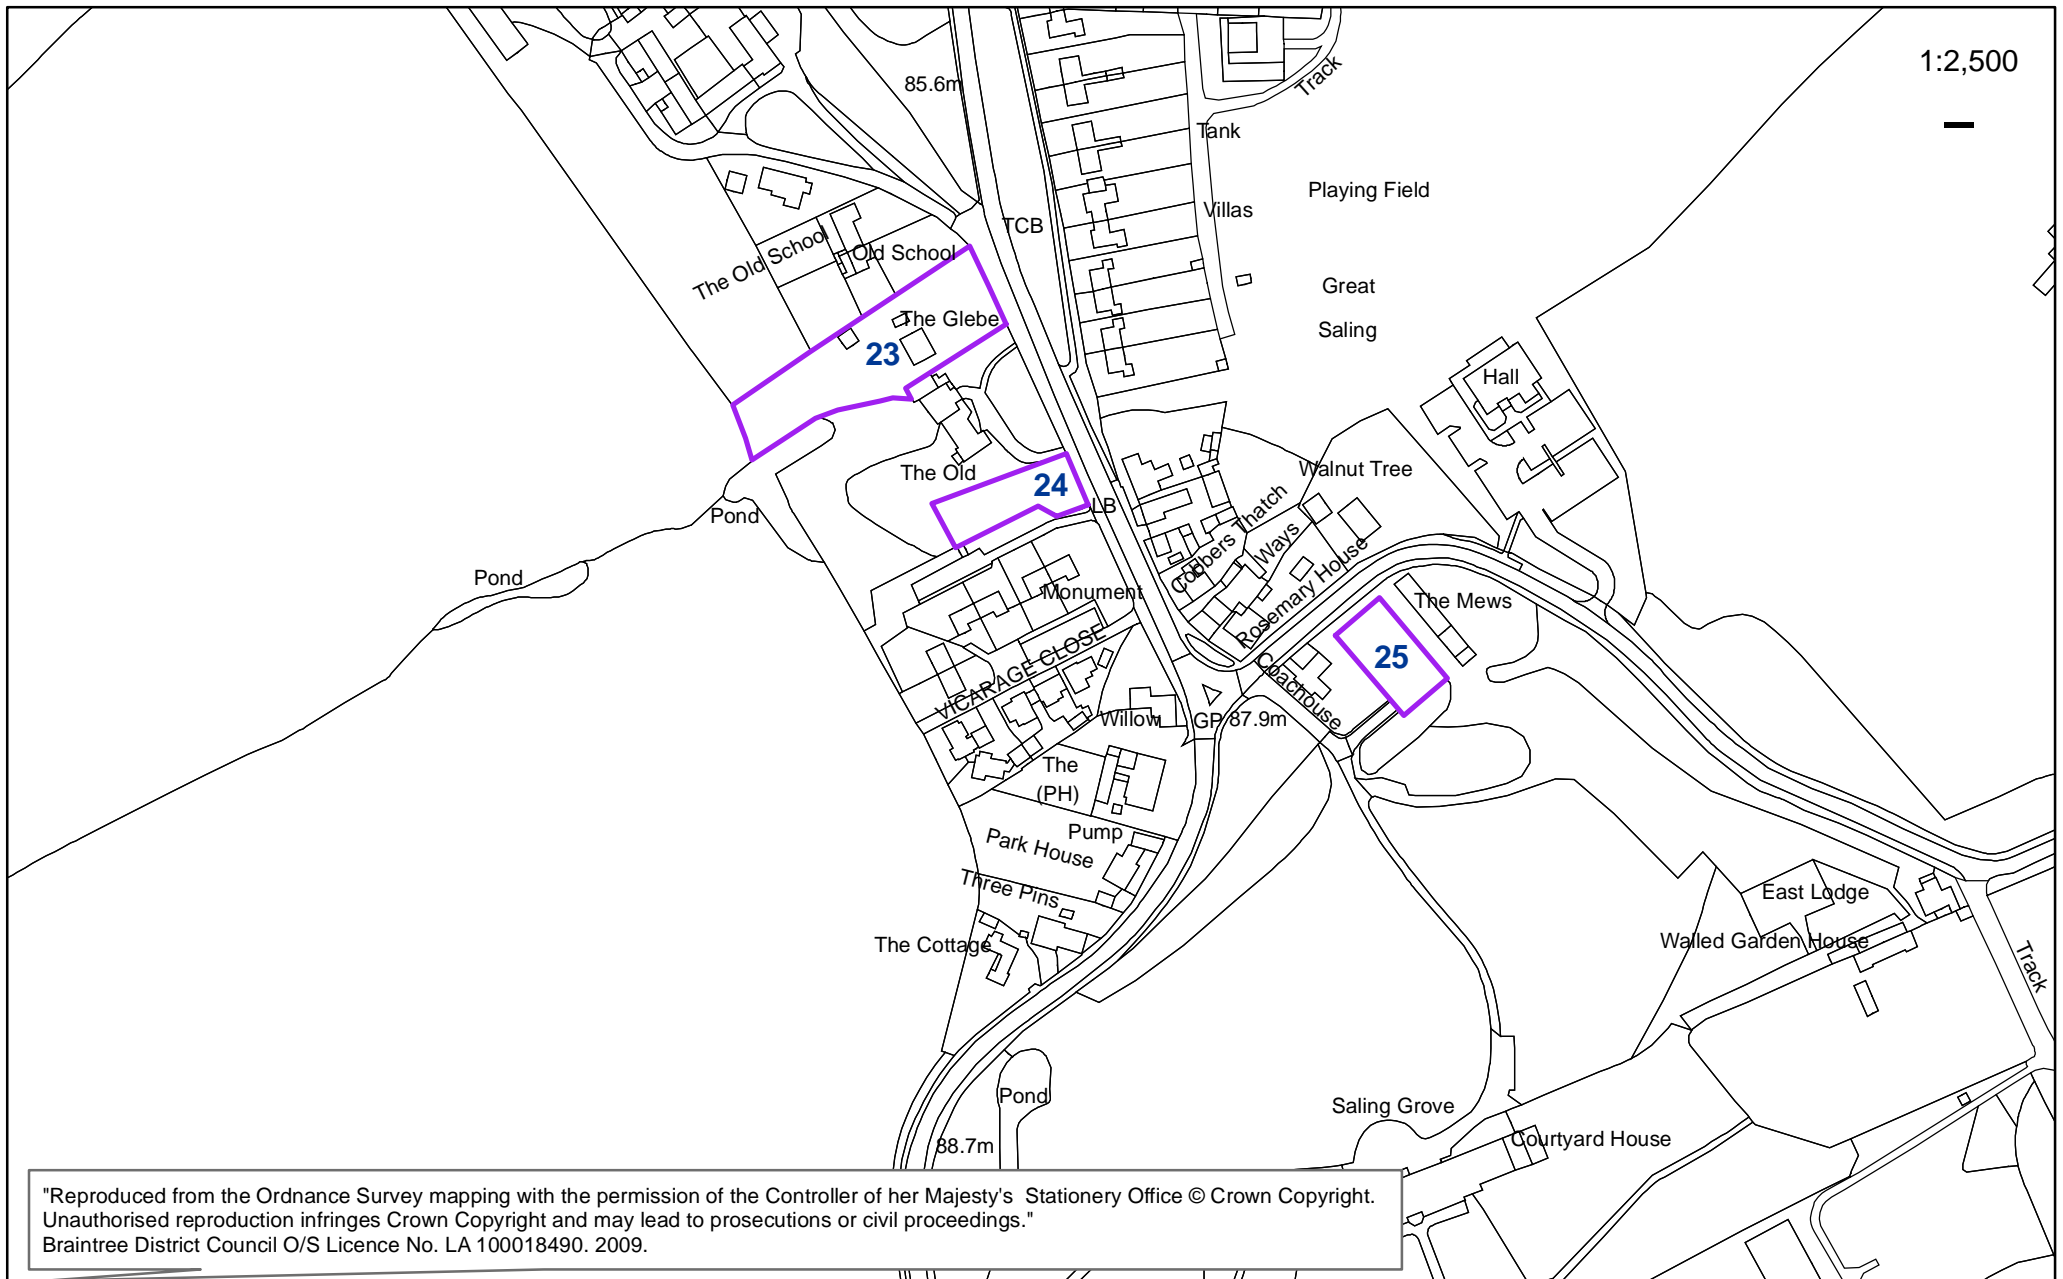 1:2,500
85.6m
Track
Tank
Playing Field
Villas
TCB
The Old School
Old School
Great
Saling
The Glebe
23
Hall
The Old
24
Walnut Tree
LB
Pond
Cobbers Thatch
Ways
Pond
Monument
Rosemary House
The Mews
VICARAGE CLOSE
25
Coachouse
Willow
GP
87.9m
The
(PH)
Pump
Park House
Three Pins
East Lodge
The Cottage
Walled Garden House
Track
Pond
Saling Grove
88.7m
Courtyard House
"Reproduced from the Ordnance Survey mapping with the permission of the Controller of her Majesty's Stationery Office © Crown Copyright.
Unauthorised reproduction infringes Crown Copyright and may lead to prosecutions or civil proceedings."
Braintree District Council O/S Licence No. LA 100018490. 2009.